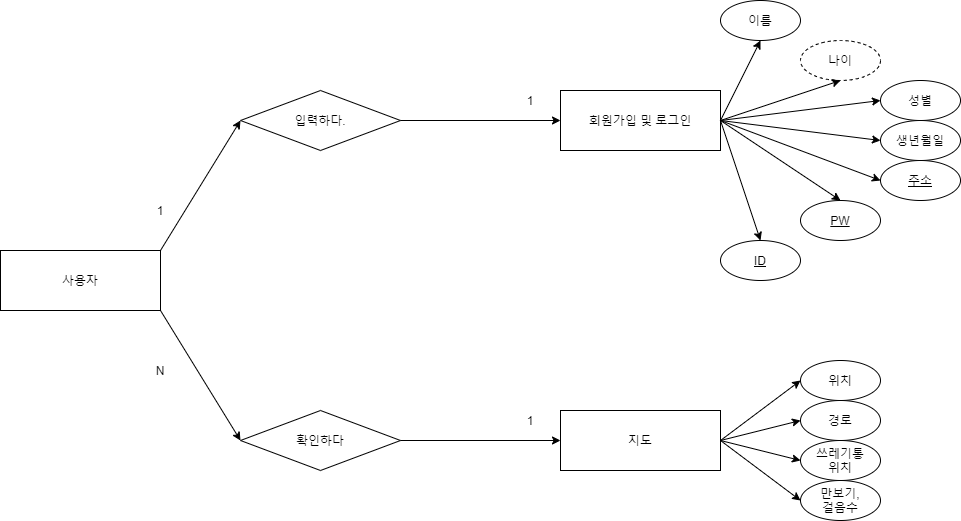 이름
나이
1
성별
입력하다.
회원가입 및 로그인
생년월일
주소
1
PW
ID
사용자
N
위치
1
경로
확인하다
지도
쓰레기통
위치
만보기,
걸음수